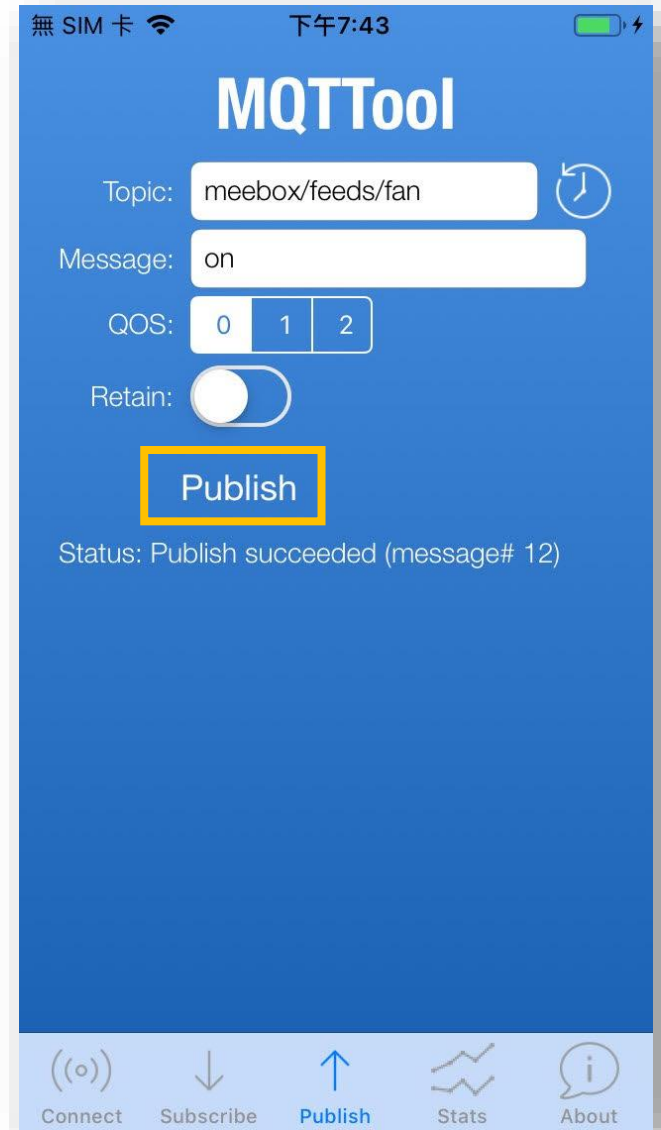 無 SIM 卡 下午7:43
MQTTool
Topic: meebox/feeds/fan
Message: on
QOS: 0 1 2
Retain:
Publish
Status: Publish succeeded (message# 12)
Connect Subscribe Publish Stats About